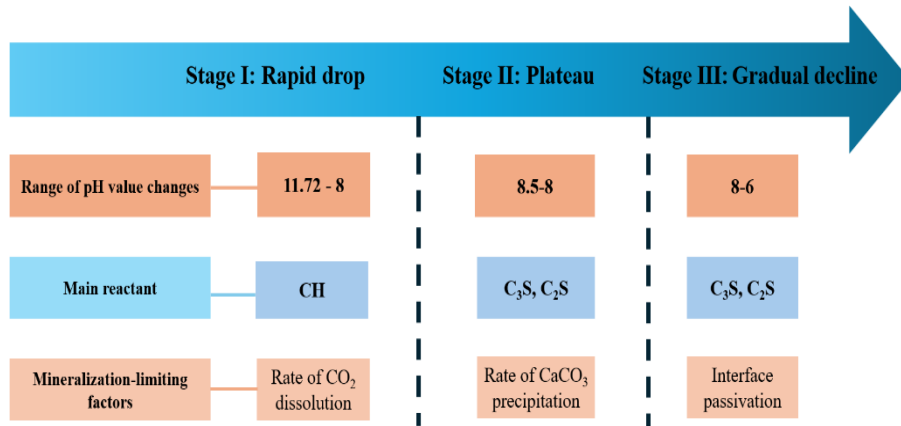 Stage I: Rapid drop Stage II: Plateau Stage III: Gradual decline
Range of pH value changes 11.72 - 8 8.5-8 8-6
Main reactant CH C₃S, C₂S C₃S, C₂S
Mineralization-limiting factors
Rate of CO₂
dissolution
Rate of CaCO₃
precipitation
Interface
passivation